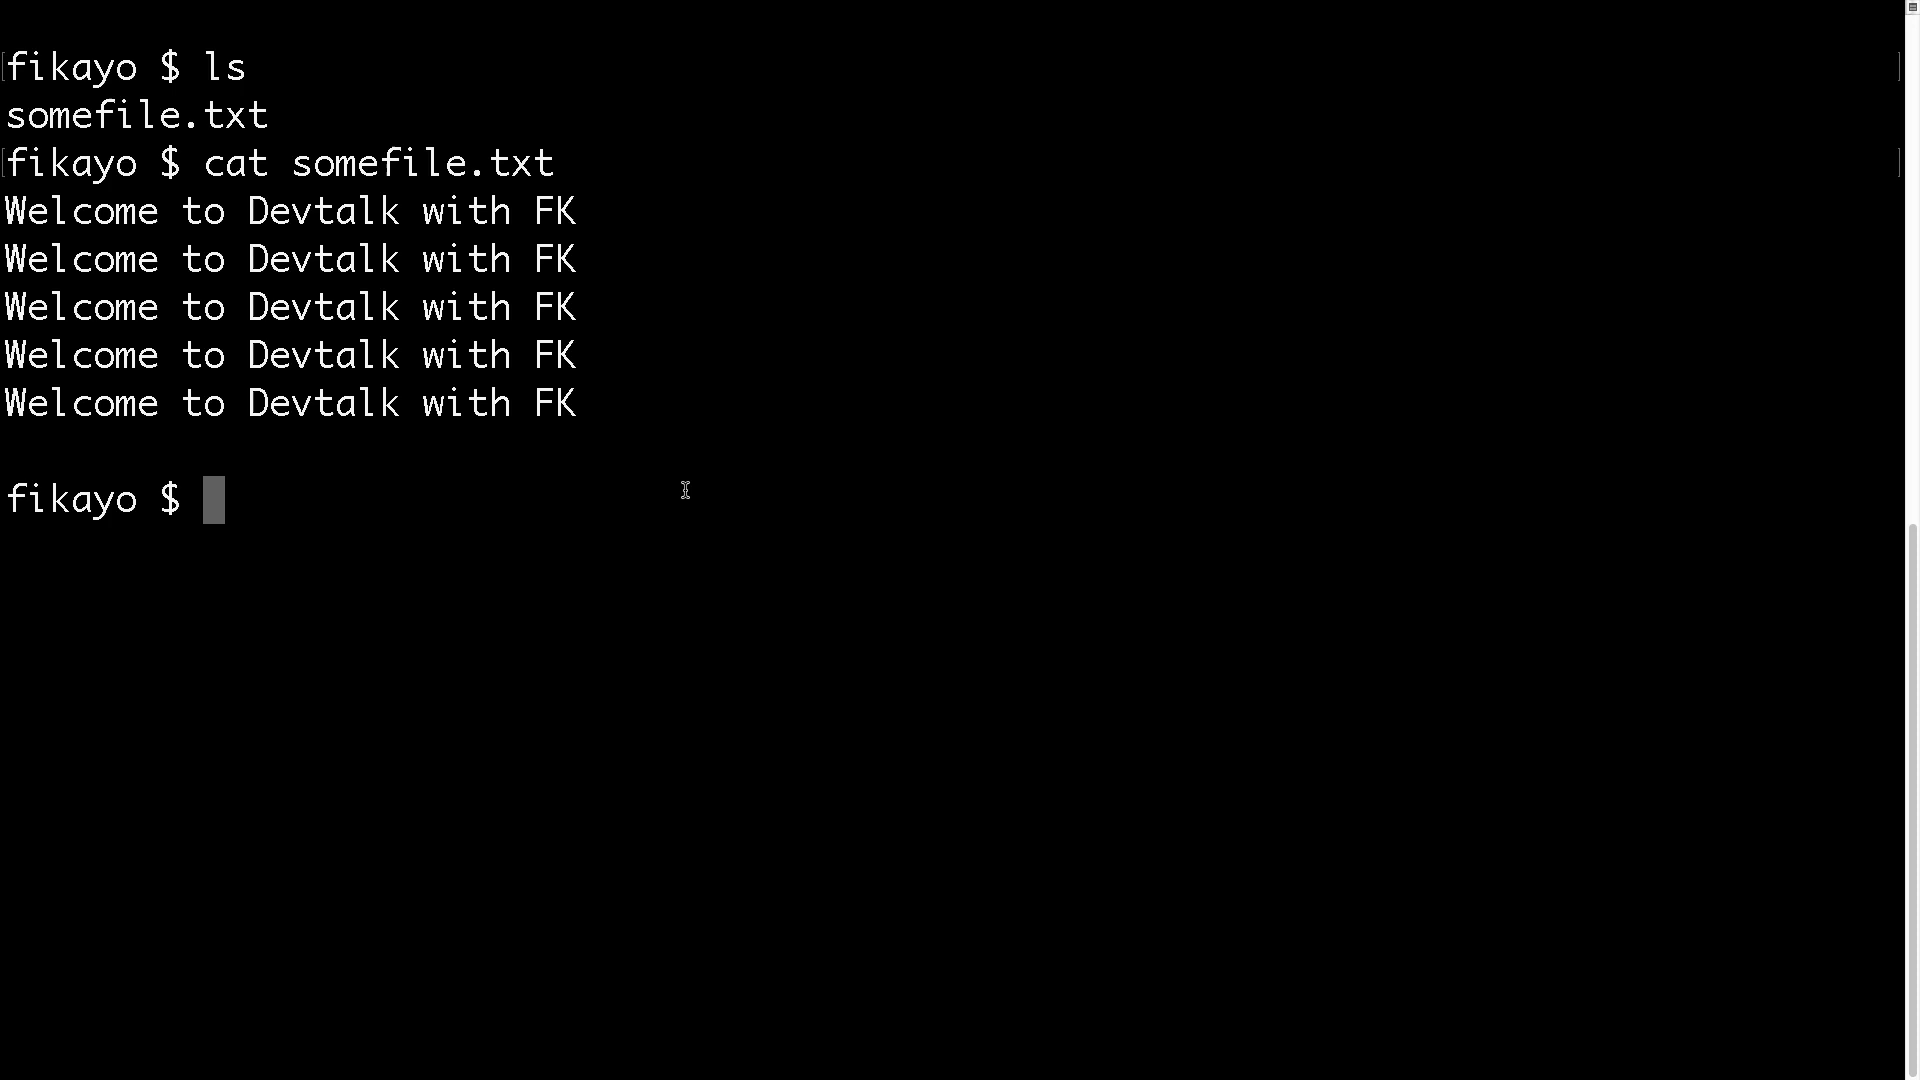 fikayo $ ls
somefile.txt
fikayo $ cat somefile.txt
Welcome to Devtalk with FK
Welcome to Devtalk with FK
Welcome to Devtalk with FK
Welcome to Devtalk with FK
Welcome to Devtalk with FK
fikayo $